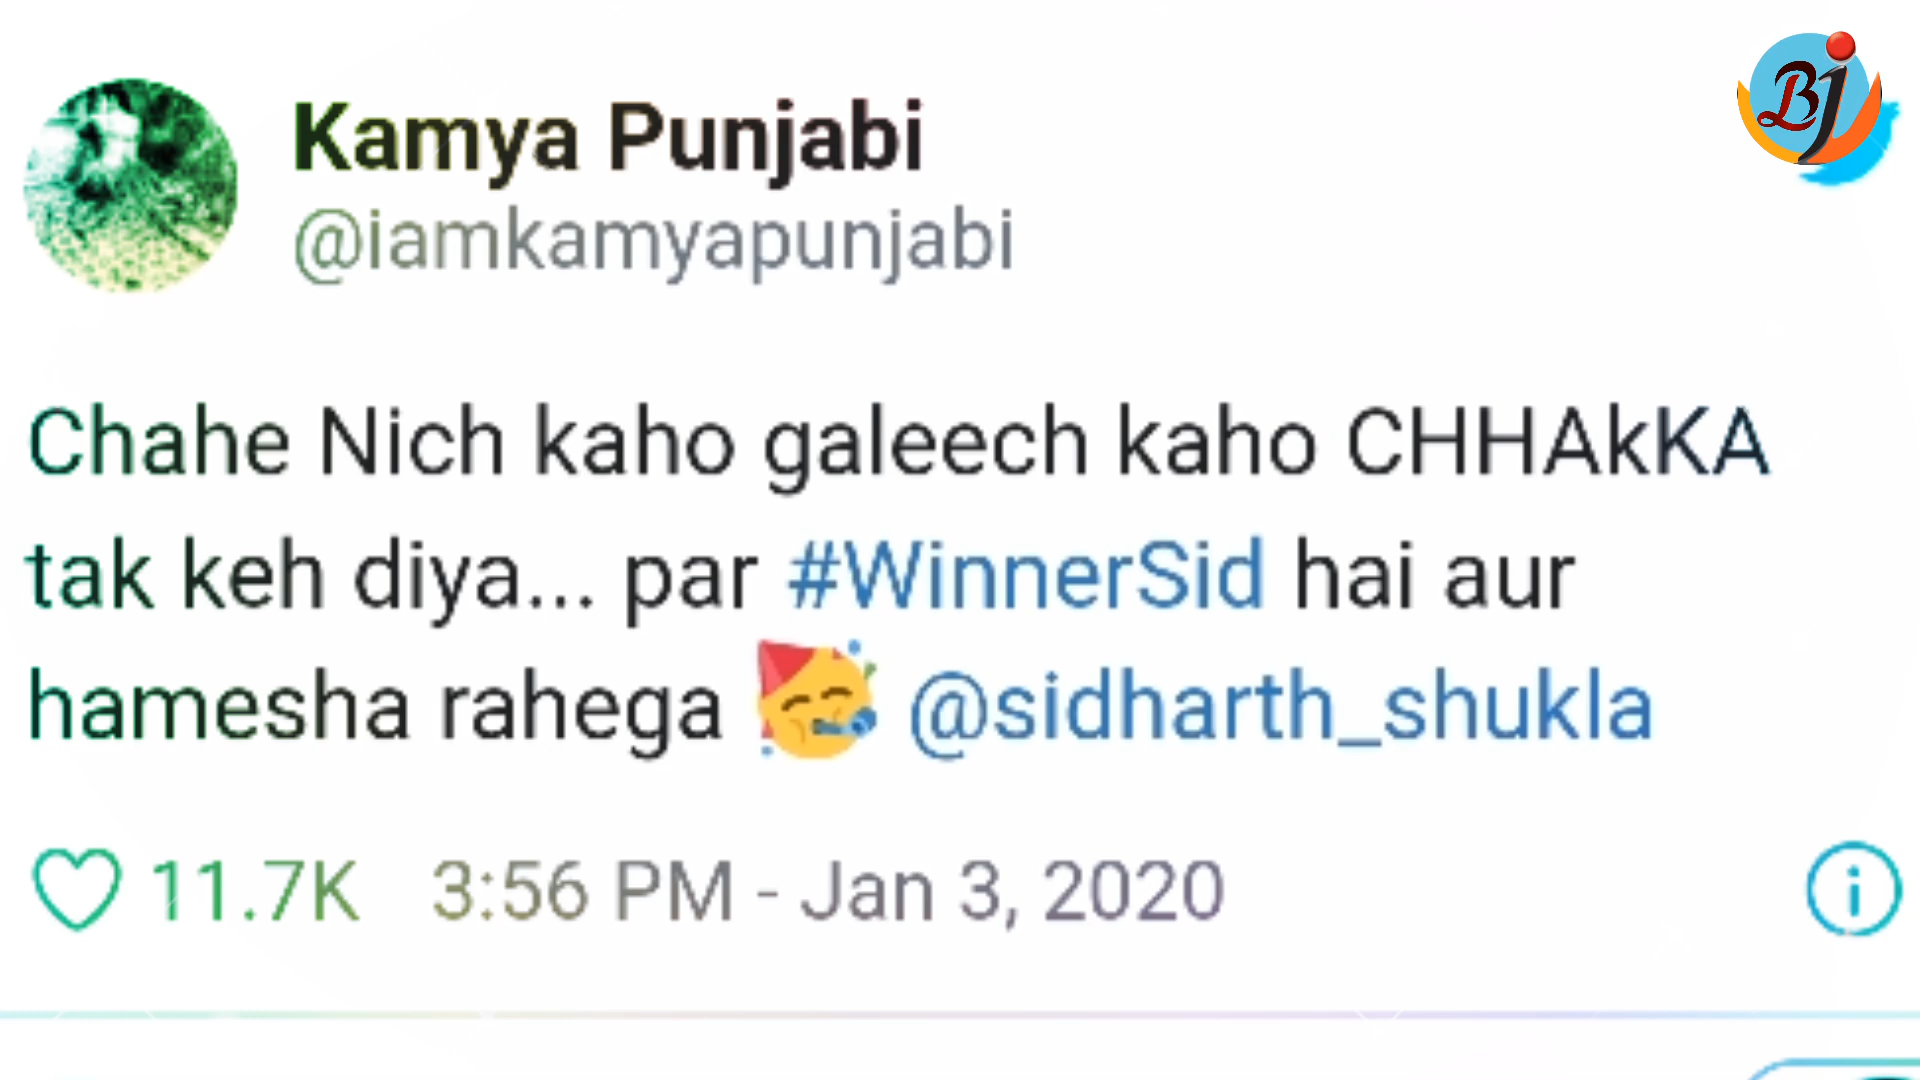 Bj
Kamya Punjabi
@iamkamyapunjabi
Chahe Nich kaho galeech kaho CHHAkKA
tak keh diya... par #WinnerSid hai aur
hamesha rahega @sidharth_shukla
11.7K 3:56 PM - Jan 3, 2020